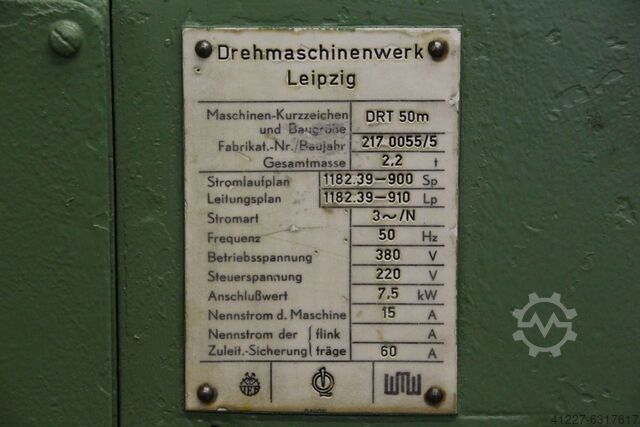 Drehmaschinenwerk
Leipzig
Maschinen-Kurzzeichen und Baugröße DRT 50m
Fabrikat.-Nr./Baujahr 217 0055/5
Gesamtmasse 2,2 t
Stromlaufplan 1182.39—900 Sp
Leitungsplan 1182.39—910 Lp
Stromart 3~/N
Frequenz 50 Hz
Betriebsspannung 380 V
Steuerspannung 220 V
Anschlußwert 7,5 kW
Nennstrom d. Maschine 15 A
Nennstrom der flink A
Zuleit.-Sicherung träge 60 A
VEB WMW
41227-6317617